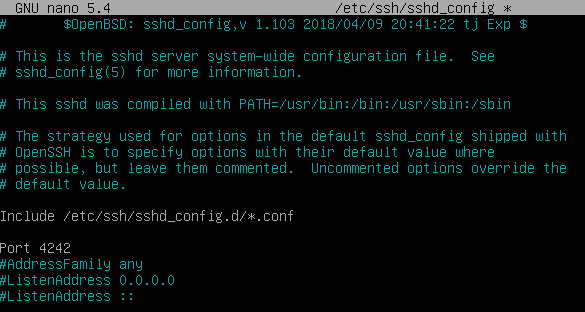 GNU nano 5.4 /etc/ssh/sshd_config *
# $OpenBSD: sshd_config,v 1.103 2018/04/09 20:41:22 tj Exp $
# This is the sshd server system-wide configuration file. See
# sshd_config(5) for more information.
# This sshd was compiled with PATH=/usr/bin:/bin:/usr/sbin:/sbin
# The strategy used for options in the default sshd_config shipped with
# OpenSSH is to specify options with their default value where
# possible, but leave them commented. Uncommented options override the
# default value.
Include /etc/ssh/sshd_config.d/*.conf
Port 4242
#AddressFamily any
#ListenAddress 0.0.0.0
#ListenAddress ::